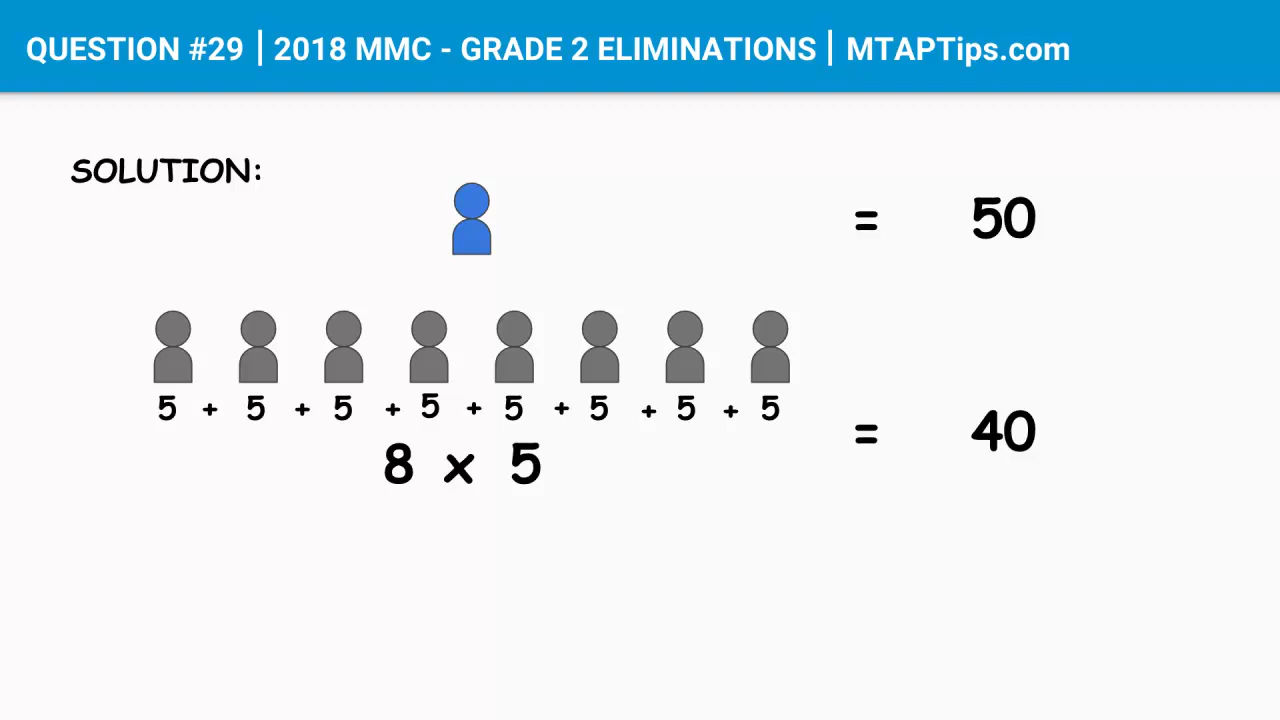 QUESTION #29 | 2018 MMC - GRADE 2 ELIMINATIONS | MTAPTips.com
SOLUTION:
= 50
5 + 5 + 5 + 5 + 5 + 5 + 5 + 5
= 40
8 x 5